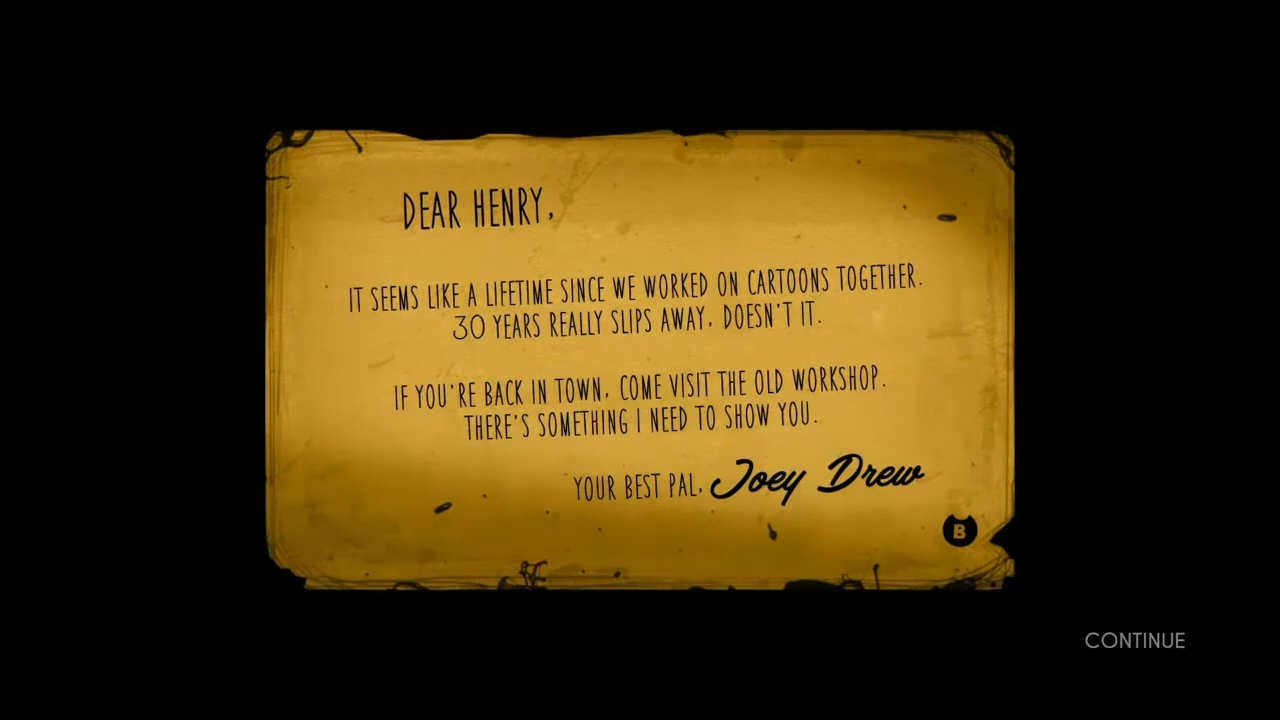 DEAR HENRY,
IT SEEMS LIKE A LIFETIME SINCE WE WORKED ON CARTOONS TOGETHER.
30 YEARS REALLY SLIPS AWAY, DOESN'T IT.
IF YOU'RE BACK IN TOWN, COME VISIT THE OLD WORKSHOP.
THERE'S SOMETHING I NEED TO SHOW YOU.
YOUR BEST PAL, Joey Drew
B
CONTINUE